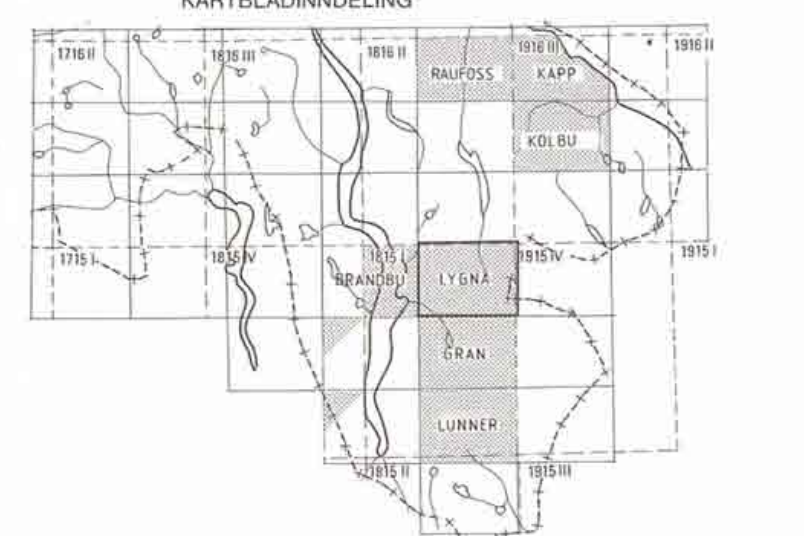 KARTBLADINNDELING
1716 II
1816 III
1816 II
1916 III
1916 II
RAUFOSS
KAPP
KOLBU
1715 I
1815 IV
1815 I
1915 IV
1915 I
BRANDBU
LYGNA
GRAN
LUNNER
1815 II
1915 III